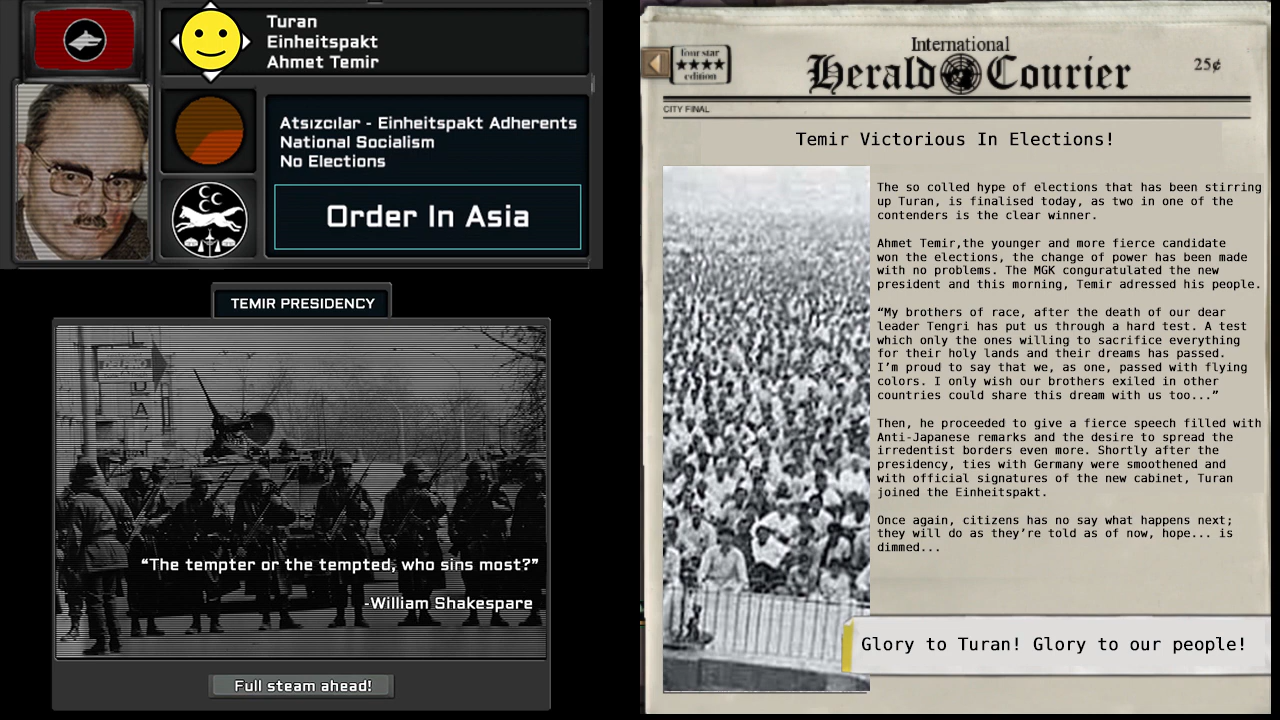 Turan
Einheitspakt
Ahmet Temir
Atsızcılar - Einheitspakt Adherents
National Socialism
No Elections
Order In Asia
TEMIR PRESIDENCY
“The tempter or the tempted, who sins most?”
-William Shakespare
Full steam ahead!
four star
edition
International
Herald Courier
25¢
CITY FINAL
Temir Victorious In Elections!
The so colled hype of elections that has been stirring
up Turan, is finalised today, as two in one of the
contenders is the clear winner.
Ahmet Temir,the younger and more fierce candidate
won the elections, the change of power has been made
with no problems. The MGK conguratulated the new
president and this morning, Temir adressed his people.
“My brothers of race, after the death of our dear
leader Tengri has put us through a hard test. A test
which only the ones willing to sacrifice everything
for their holy lands and their dreams has passed.
I’m proud to say that we, as one, passed with flying
colors. I only wish our brothers exiled in other
countries could share this dream with us too...”
Then, he proceeded to give a fierce speech filled with
Anti-Japanese remarks and the desire to spread the
irredentist borders even more. Shortly after the
presidency, ties with Germany were smoothened and
with official signatures of the new cabinet, Turan
joined the Einheitspakt.
Once again, citizens has no say what happens next;
they will do as they’re told as of now, hope... is
dimmed...
Glory to Turan! Glory to our people!